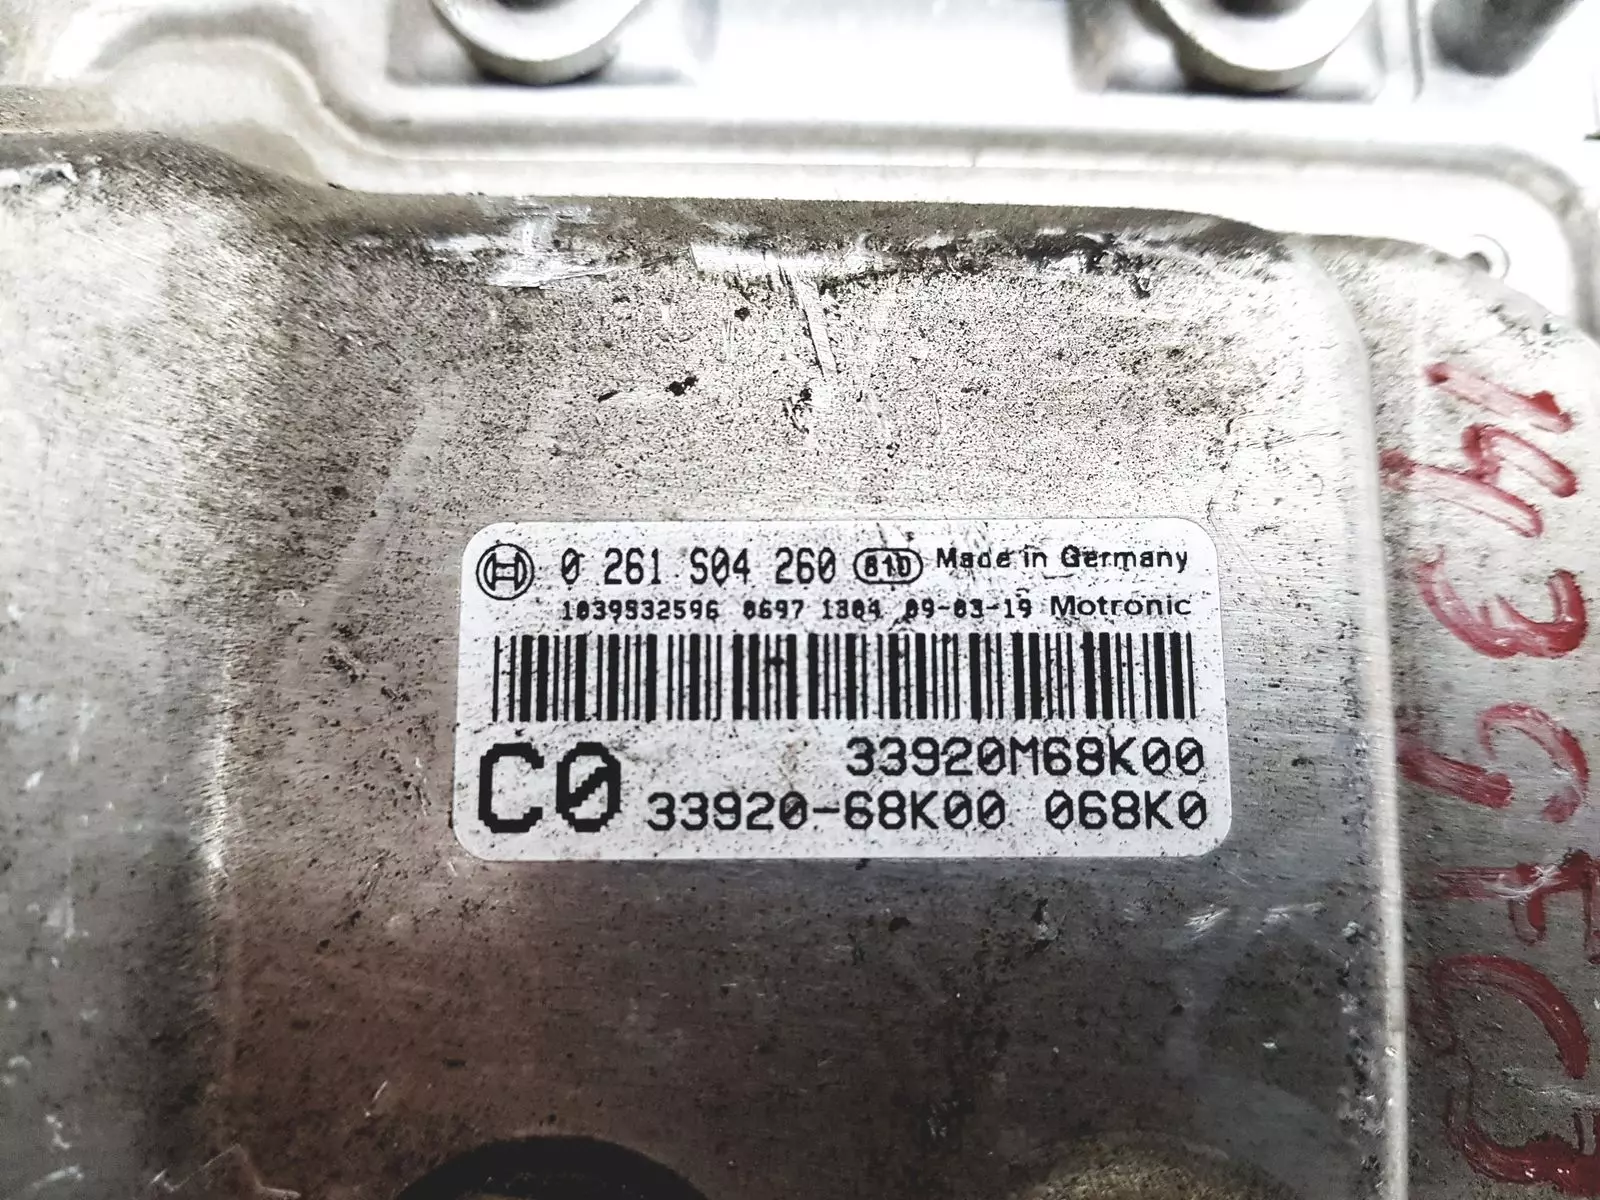 0 261 S04 260 810 Made in Germany
1039S32596 0697 1304 09-03-19 Motronic
33920M68K00
C0 33920-68K00 068K0